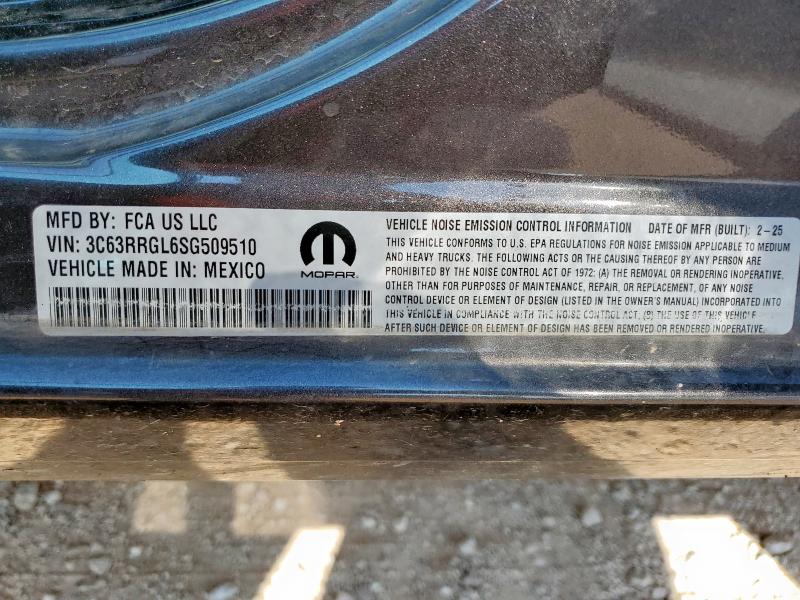 MFD BY: FCA US LLC
VIN: 3C63RRGL6SG509510
VEHICLE MADE IN: MEXICO
MOPAR
VEHICLE NOISE EMISSION CONTROL INFORMATION DATE OF MFR (BUILT): 2-25
THIS VEHICLE CONFORMS TO U.S. EPA REGULATIONS FOR NOISE EMISSION APPLICABLE TO MEDIUM
AND HEAVY TRUCKS. THE FOLLOWING ACTS OR THE CAUSING THEREOF BY ANY PERSON ARE
PROHIBITED BY THE NOISE CONTROL ACT OF 1972: (A) THE REMOVAL OR RENDERING INOPERATIVE,
OTHER THAN FOR PURPOSES OF MAINTENANCE, REPAIR, OR REPLACEMENT, OF ANY NOISE
CONTROL DEVICE OR ELEMENT OF DESIGN (LISTED IN THE OWNER'S MANUAL) INCORPORATED INTO
THIS VEHICLE IN COMPLIANCE WITH THE NOISE CONTROL ACT, (B) THE USE OF THIS VEHICLE
AFTER SUCH DEVICE OR ELEMENT OF DESIGN HAS BEEN REMOVED OR RENDERED INOPERATIVE.